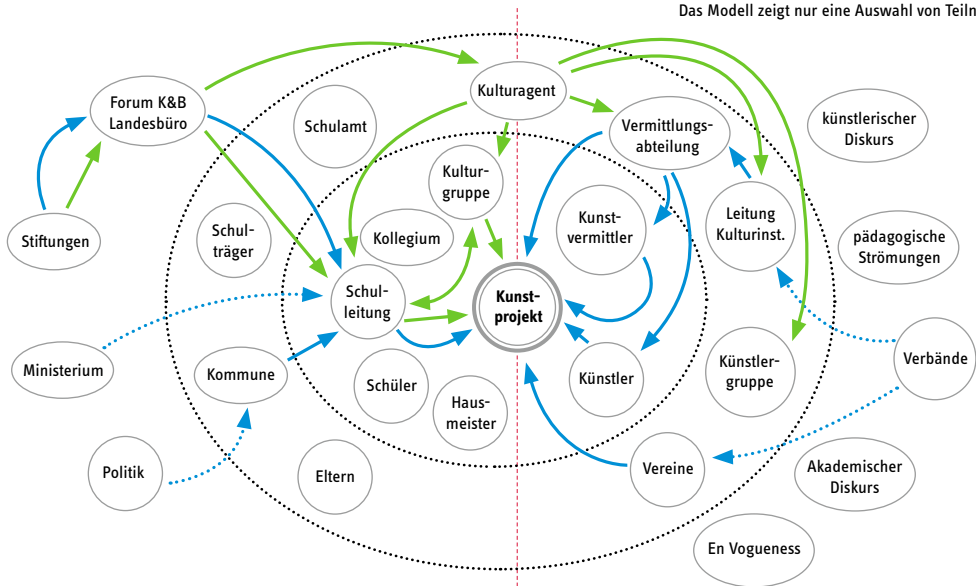 Das Modell zeigt nur eine Auswahl von Teiln
Kulturagent
Forum K&B
Landesbüro
Schulamt
Vermittlungs-
abteilung
künstlerischer
Diskurs
Kultur-
gruppe
Stiftungen
Schul-
träger
Kollegium
Kunst-
vermittler
Leitung
Kulturinst.
pädagogische
Strömungen
Schul-
leitung
Kunst-
projekt
Ministerium
Kommune
Schüler
Haus-
meister
Künstler
Künstler-
gruppe
Verbände
Politik
Eltern
Vereine
Akademischer
Diskurs
En Vogueness